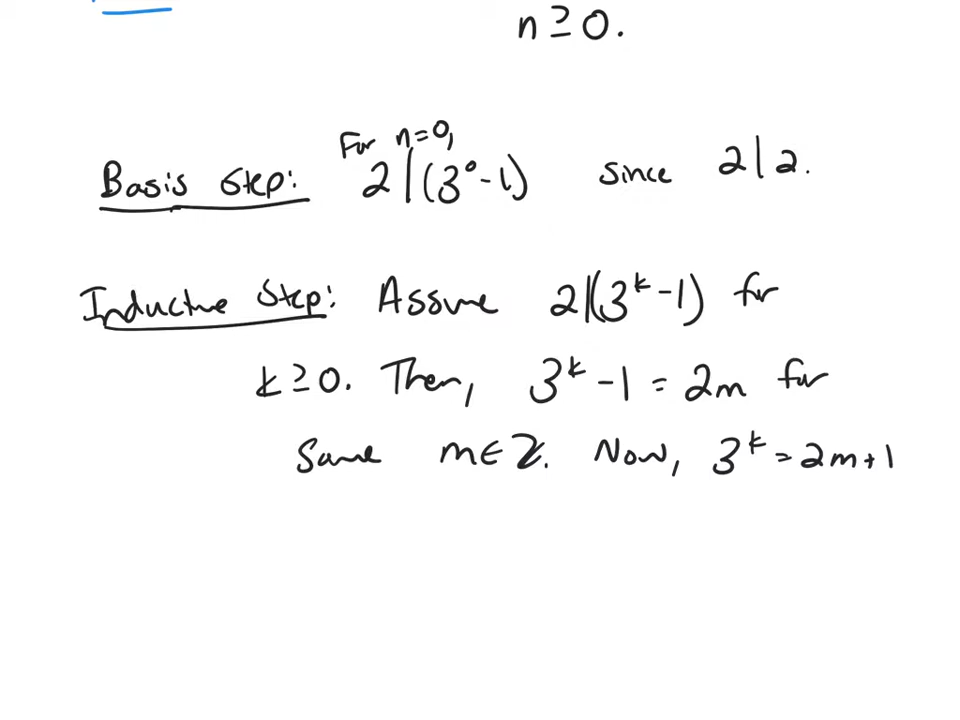 n ≥ 0.
For n=0,
Basis Step: 2|(3⁰-1) since 2|2.
Inductive Step: Assume 2|(3ᵏ-1) for
k ≥ 0. Then, 3ᵏ-1 = 2m for
some m∈ℤ. Now, 3ᵏ = 2m+1